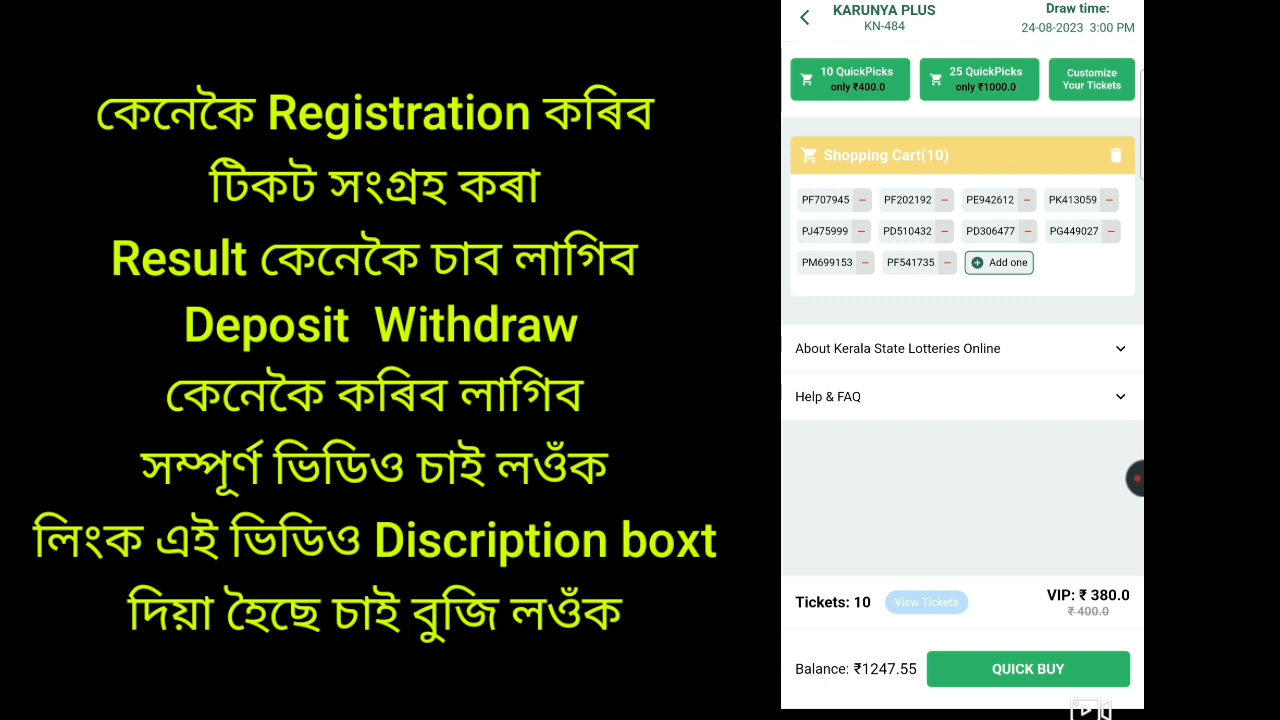 কেনেকৈ Registration কৰিব
টিকট সংগ্রহ কৰা
Result কেনেকৈ চাব লাগিব
Deposit Withdraw
কেনেকৈ কৰিব লাগিব
সম্পূৰ্ণ ভিডিও চাই লওঁক
লিংক এই ভিডিও Discription boxt
দিয়া হৈছে চাই বুজি লওঁক
KARUNYA PLUS
KN-484
Draw time:
24-08-2023 3:00 PM
10 QuickPicks
only ₹400.0
25 QuickPicks
only ₹1000.0
Customize
Your Tickets
Shopping Cart(10)
PF707945 − PF202192 − PE942612 − PK413059 −
PJ475999 − PD510432 − PD306477 − PG449027 −
PM699153 − PF541735 − Add one
About Kerala State Lotteries Online
Help & FAQ
Tickets: 10 View Tickets VIP: ₹ 380.0
₹ 400.0
Balance: ₹1247.55 QUICK BUY